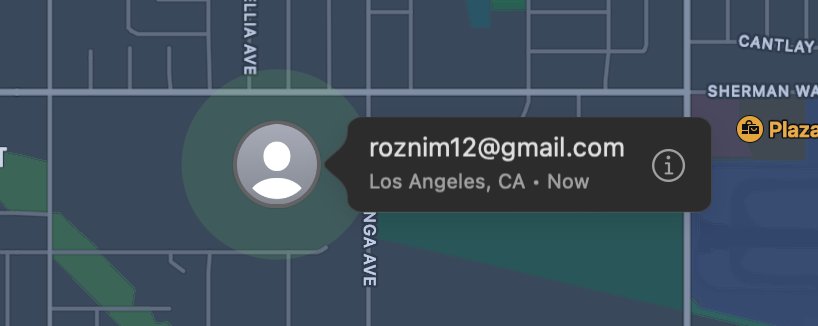 ELLIA AVE
CANTLAY
SHERMAN WA
Plaza
T
roznim12@gmail.com
Los Angeles, CA • Now
NGA AVE